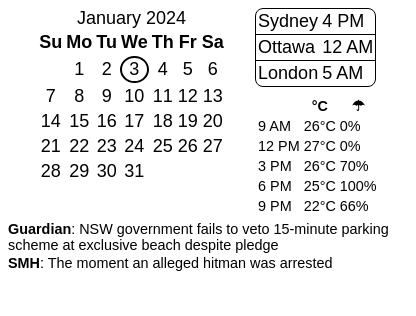 January 2024
Su Mo Tu We Th Fr Sa
1 2 3 4 5 6
7 8 9 10 11 12 13
14 15 16 17 18 19 20
21 22 23 24 25 26 27
28 29 30 31
Sydney 4 PM
Ottawa 12 AM
London 5 AM
°C ☂
9 AM 26°C 0%
12 PM 27°C 0%
3 PM 26°C 70%
6 PM 25°C 100%
9 PM 22°C 66%
Guardian: NSW government fails to veto 15-minute parking
scheme at exclusive beach despite pledge
SMH: The moment an alleged hitman was arrested